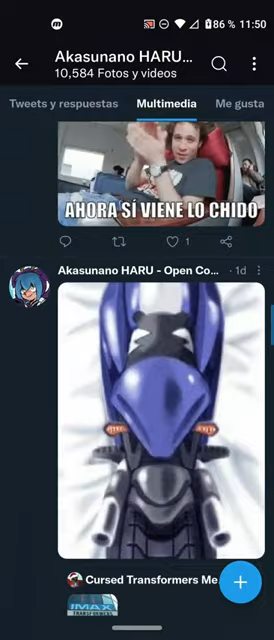 86 % 11:50
Akasunano HARU...
10,584 Fotos y videos
Tweets y respuestas Multimedia Me gusta
AHORA SÍ VIENE LO CHIDO
1
Akasunano HARU - Open Co... · 1d
Cursed Transformers Me
IMAX
TRANSFORMERS